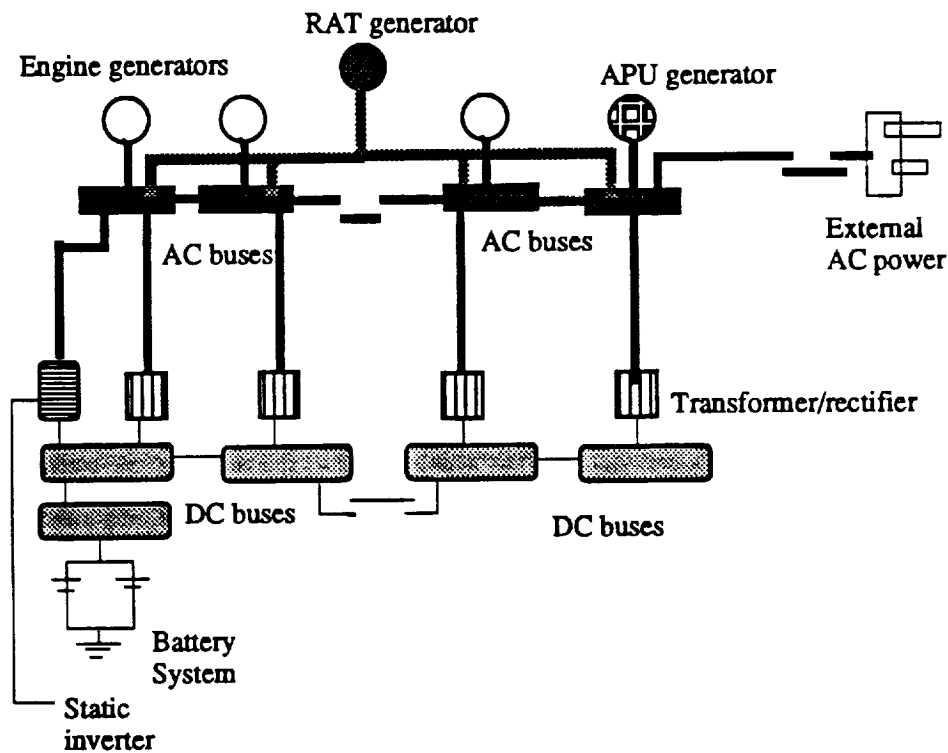 RAT generator
Engine generators
APU generator
AC buses
AC buses
External
AC power
Transformer/rectifier
DC buses
DC buses
Battery
System
Static
inverter